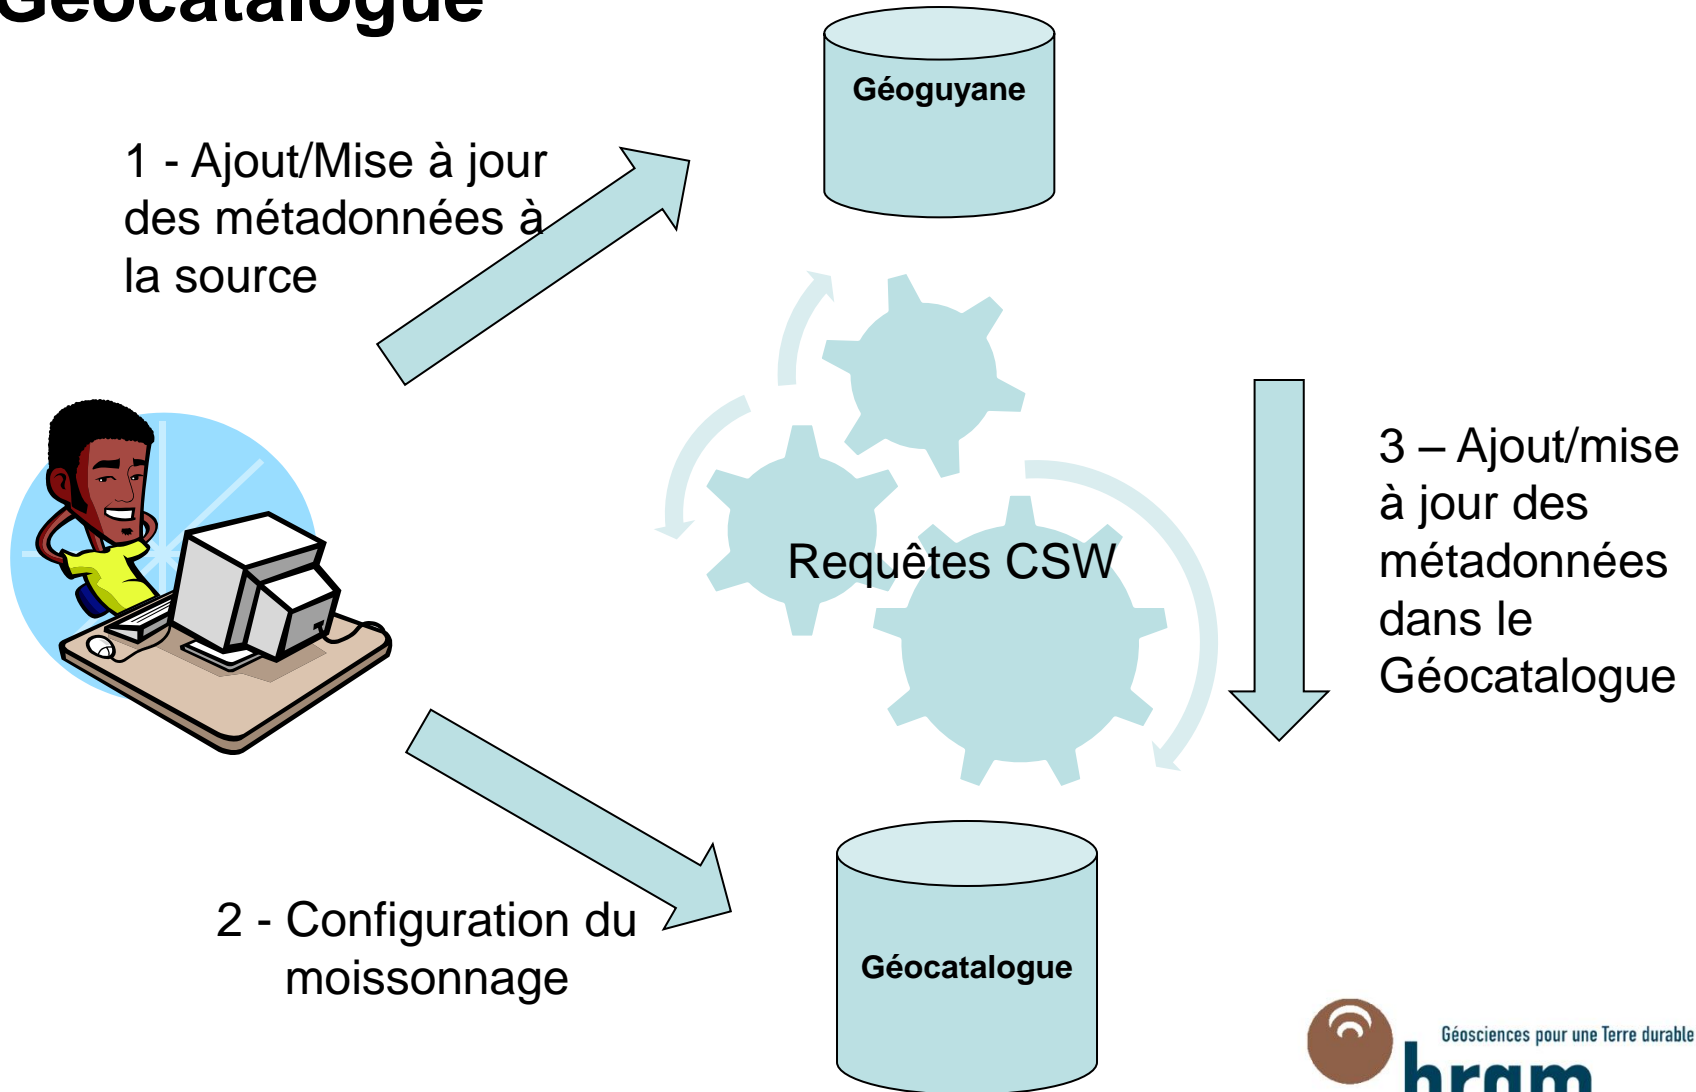 Géocatalogue
Géoguyane
1 - Ajout/Mise à jour
des métadonnées à
la source
Requêtes CSW
3 – Ajout/mise
à jour des
métadonnées
dans le
Géocatalogue
2 - Configuration du
moissonnage
Géocatalogue
Géosciences pour une Terre durable
brgm